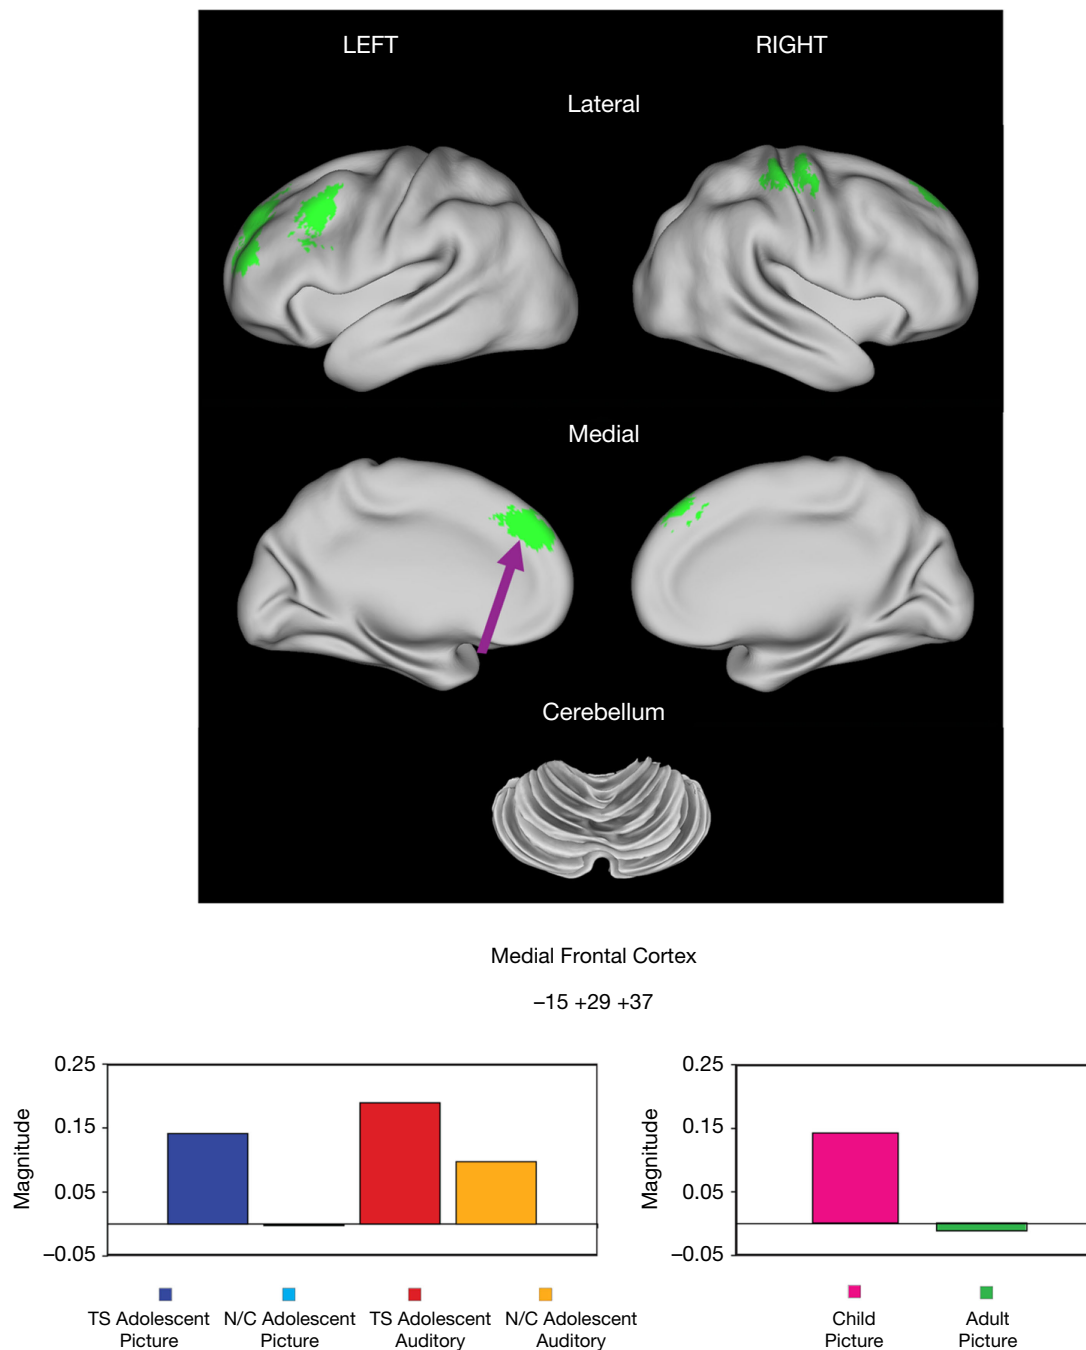 LEFT
RIGHT
Lateral
Medial
Cerebellum
Medial Frontal Cortex
–15 +29 +37
Magnitude
0.25
0.15
0.05
–0.05
TS Adolescent
Picture
N/C Adolescent
Picture
TS Adolescent
Auditory
N/C Adolescent
Auditory
Magnitude
0.25
0.15
0.05
–0.05
Child
Picture
Adult
Picture